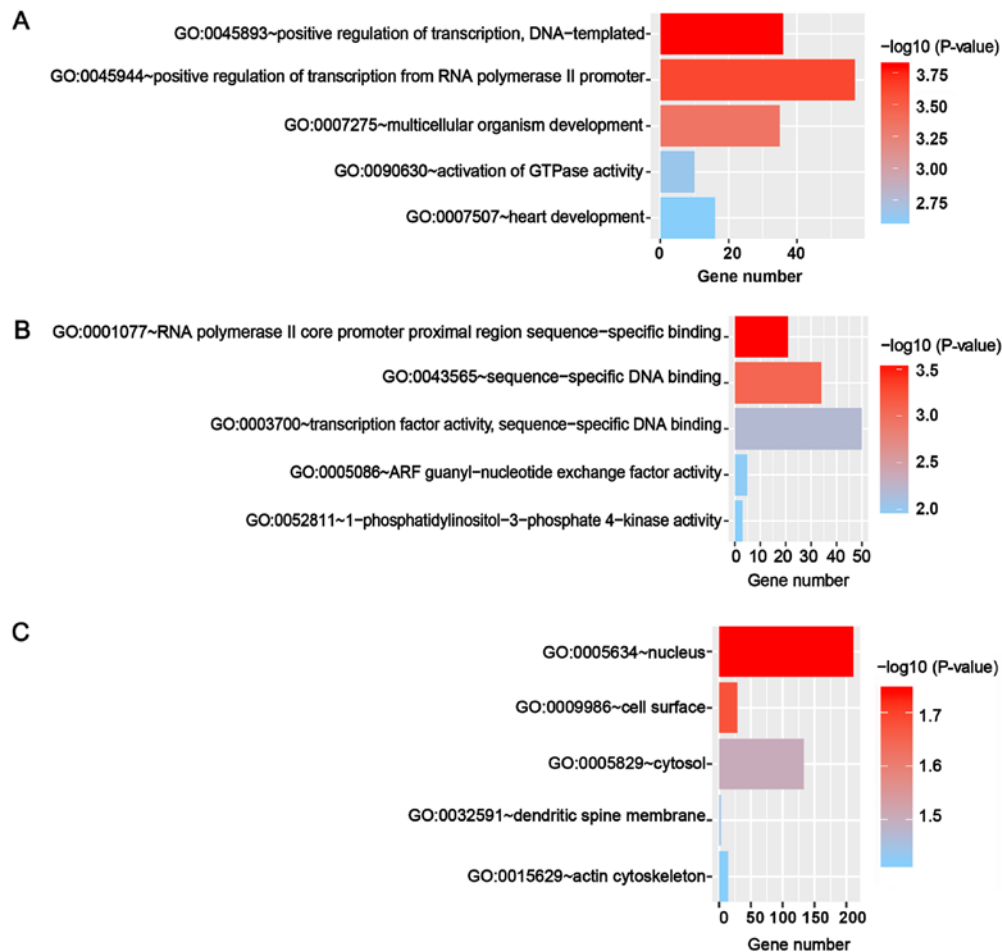 A
GO:0045893~positive regulation of transcription, DNA−templated
GO:0045944~positive regulation of transcription from RNA polymerase II promoter
GO:0007275~multicellular organism development
GO:0090630~activation of GTPase activity
GO:0007507~heart development
0 20 40
Gene number
−log10 (P-value)
3.75
3.50
3.25
3.00
2.75
B
GO:0001077~RNA polymerase II core promoter proximal region sequence−specific binding
GO:0043565~sequence−specific DNA binding
GO:0003700~transcription factor activity, sequence−specific DNA binding
GO:0005086~ARF guanyl−nucleotide exchange factor activity
GO:0052811~1−phosphatidylinositol−3−phosphate 4−kinase activity
0 10 20 30 40 50
Gene number
−log10 (P-value)
3.5
3.0
2.5
2.0
C
GO:0005634~nucleus
GO:0009986~cell surface
GO:0005829~cytosol
GO:0032591~dendritic spine membrane
GO:0015629~actin cytoskeleton
0 50 100 150 200
Gene number
−log10 (P-value)
1.7
1.6
1.5